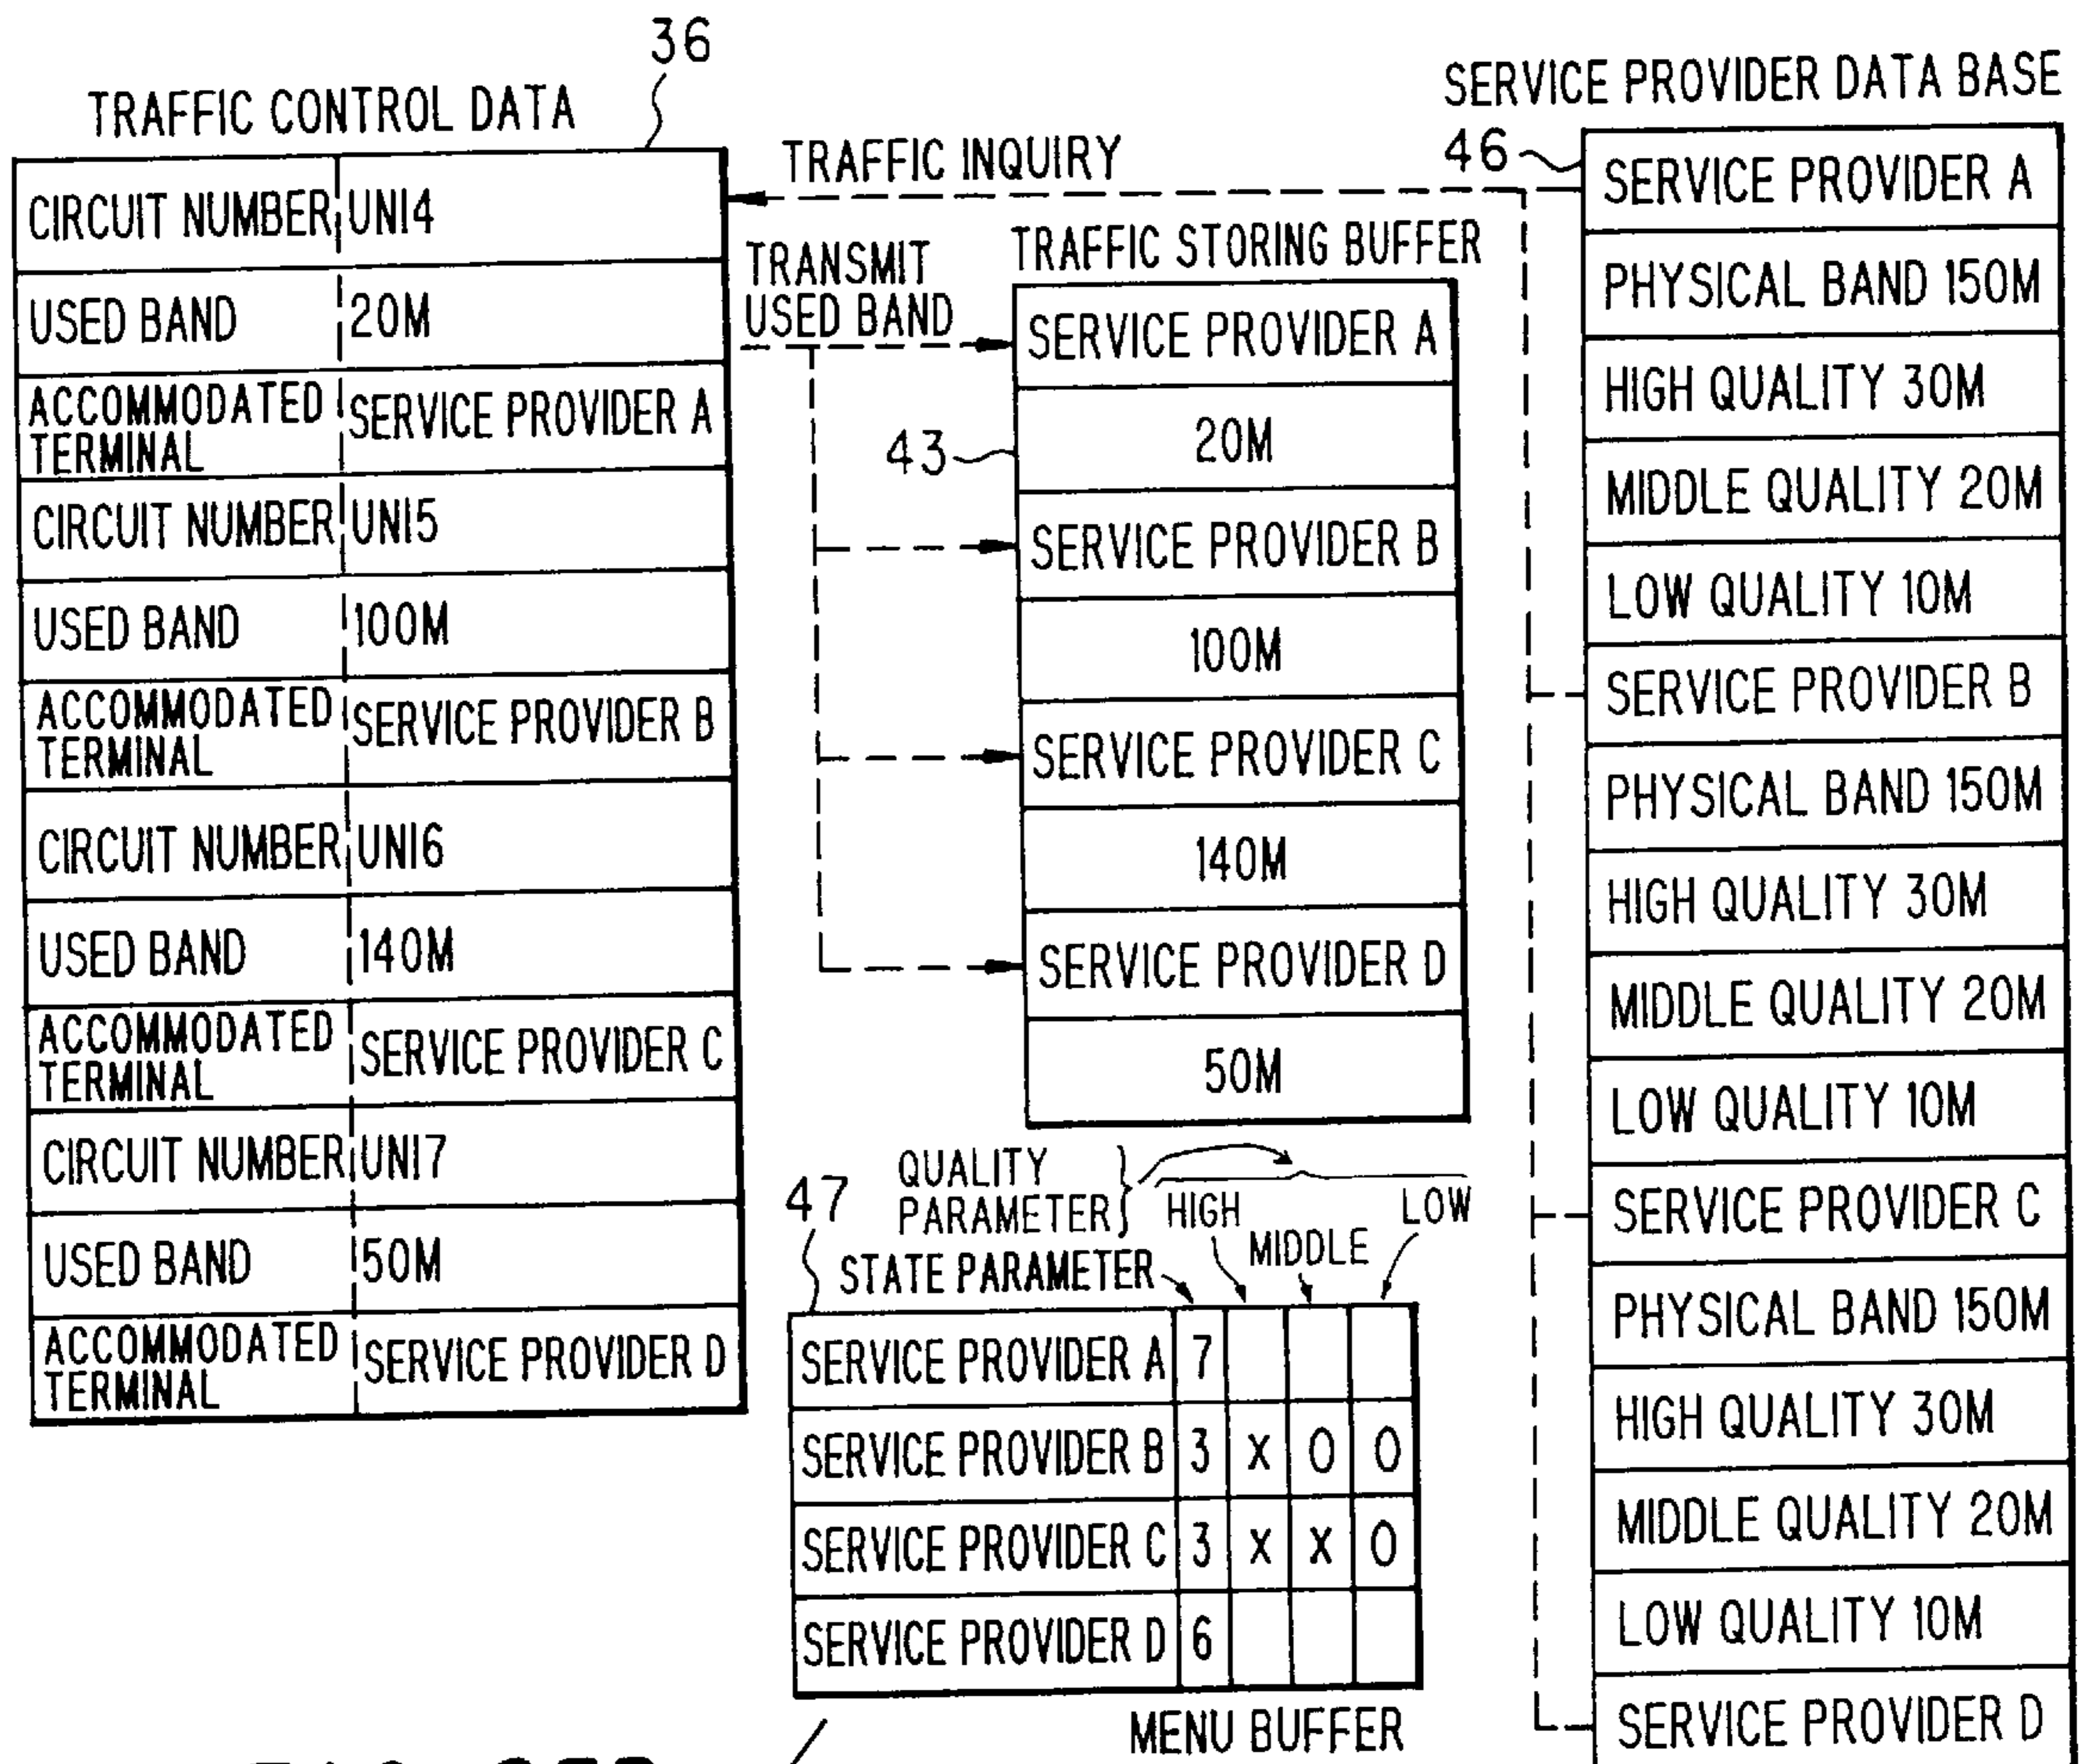 36
TRAFFIC CONTROL DATA
CIRCUIT NUMBER UNI4
USED BAND 20M
ACCOMMODATED TERMINAL SERVICE PROVIDER A
CIRCUIT NUMBER UNI5
USED BAND 100M
ACCOMMODATED TERMINAL SERVICE PROVIDER B
CIRCUIT NUMBER UNI6
USED BAND 140M
ACCOMMODATED TERMINAL SERVICE PROVIDER C
CIRCUIT NUMBER UNI7
USED BAND 50M
ACCOMMODATED TERMINAL SERVICE PROVIDER D
TRAFFIC INQUIRY
TRANSMIT
USED BAND
TRAFFIC STORING BUFFER
SERVICE PROVIDER A
43
20M
SERVICE PROVIDER B
100M
SERVICE PROVIDER C
140M
SERVICE PROVIDER D
50M
QUALITY
PARAMETER
HIGH
MIDDLE
LOW
47
STATE PARAMETER
SERVICE PROVIDER A 7
SERVICE PROVIDER B 3 X O O
SERVICE PROVIDER C 3 X X O
SERVICE PROVIDER D 6
MENU BUFFER
SERVICE PROVIDER DATA BASE
46
SERVICE PROVIDER A
PHYSICAL BAND 150M
HIGH QUALITY 30M
MIDDLE QUALITY 20M
LOW QUALITY 10M
SERVICE PROVIDER B
PHYSICAL BAND 150M
HIGH QUALITY 30M
MIDDLE QUALITY 20M
LOW QUALITY 10M
SERVICE PROVIDER C
PHYSICAL BAND 150M
HIGH QUALITY 30M
MIDDLE QUALITY 20M
LOW QUALITY 10M
SERVICE PROVIDER D